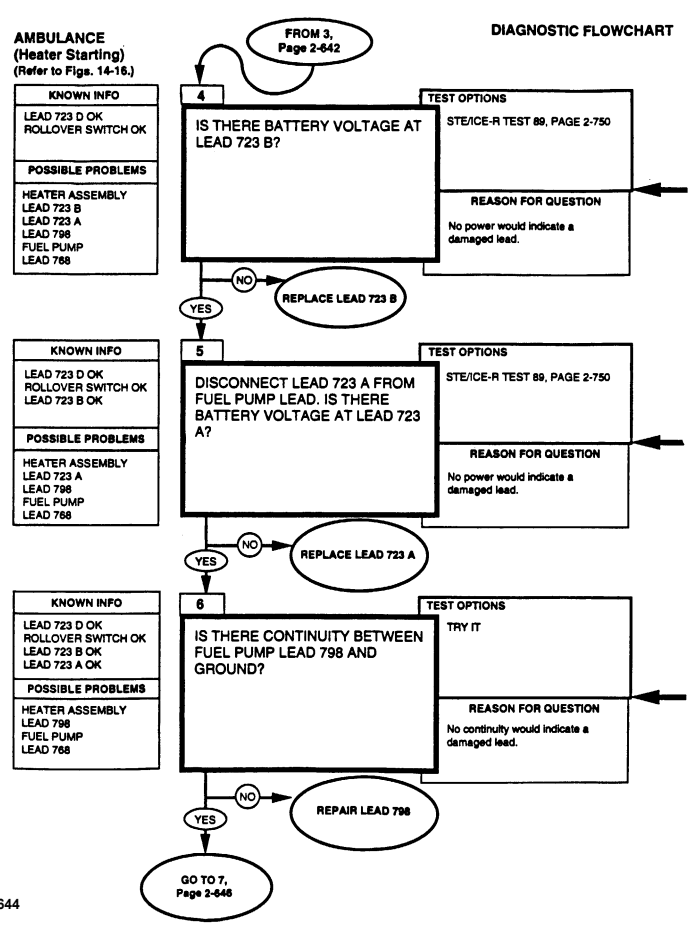 AMBULANCE
(Heater Starting)
(Refer to Figs. 14-16.)
FROM 3,
Page 2-642
DIAGNOSTIC FLOWCHART
KNOWN INFO
LEAD 723 D OK
ROLLOVER SWITCH OK
POSSIBLE PROBLEMS
HEATER ASSEMBLY
LEAD 723 B
LEAD 723 A
LEAD 798
FUEL PUMP
LEAD 768
4
IS THERE BATTERY VOLTAGE AT
LEAD 723 B?
TEST OPTIONS
STE/ICE-R TEST 89, PAGE 2-750
REASON FOR QUESTION
No power would indicate a
damaged lead.
NO
REPLACE LEAD 723 B
YES
KNOWN INFO
LEAD 723 D OK
ROLLOVER SWITCH OK
LEAD 723 B OK
POSSIBLE PROBLEMS
HEATER ASSEMBLY
LEAD 723 A
LEAD 798
FUEL PUMP
LEAD 768
5
DISCONNECT LEAD 723 A FROM
FUEL PUMP LEAD. IS THERE
BATTERY VOLTAGE AT LEAD 723
A?
TEST OPTIONS
STE/ICE-R TEST 89, PAGE 2-750
REASON FOR QUESTION
No power would indicate a
damaged lead.
NO
REPLACE LEAD 723 A
YES
KNOWN INFO
LEAD 723 D OK
ROLLOVER SWITCH OK
LEAD 723 B OK
LEAD 723 A OK
POSSIBLE PROBLEMS
HEATER ASSEMBLY
LEAD 798
FUEL PUMP
LEAD 768
6
IS THERE CONTINUITY BETWEEN
FUEL PUMP LEAD 798 AND
GROUND?
TEST OPTIONS
TRY IT
REASON FOR QUESTION
No continuity would indicate a
damaged lead.
NO
REPAIR LEAD 798
YES
GO TO 7,
Page 2-646
644